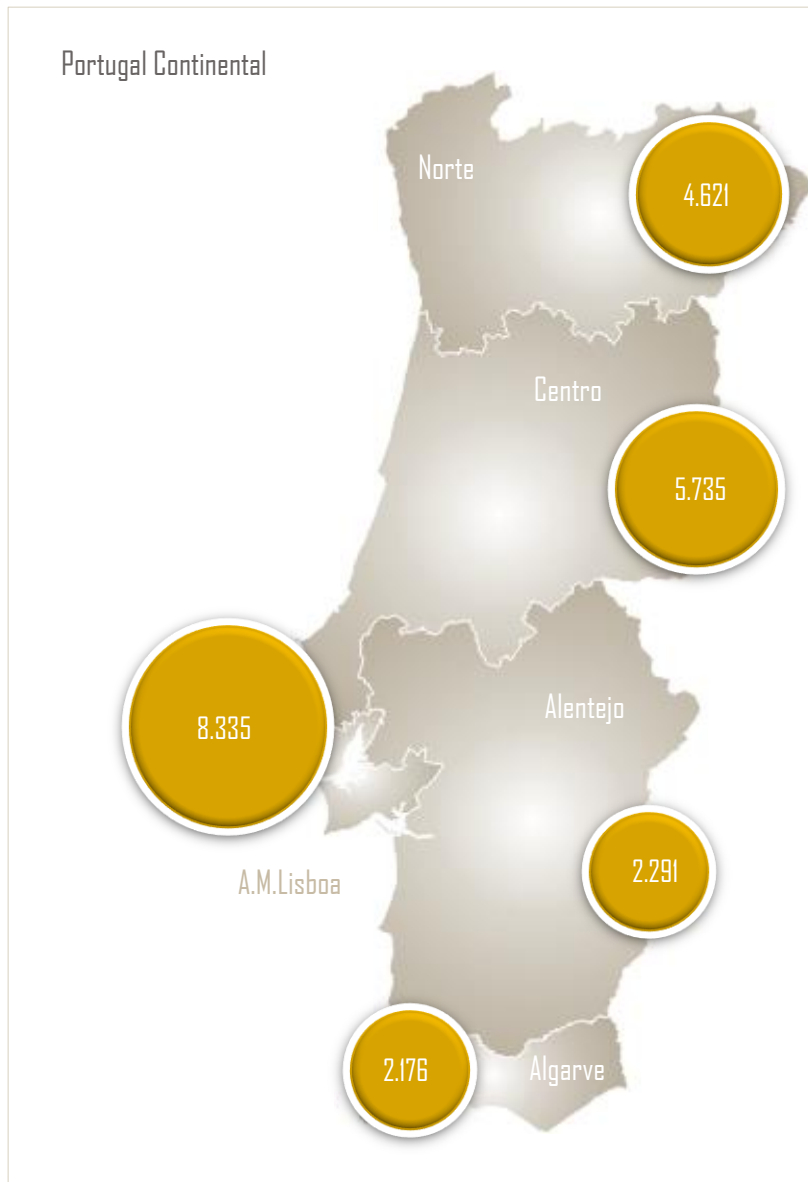 Portugal Continental
Norte
4.621
Centro
5.735
Alentejo
8.335
2.291
A.M.Lisboa
2.176
Algarve